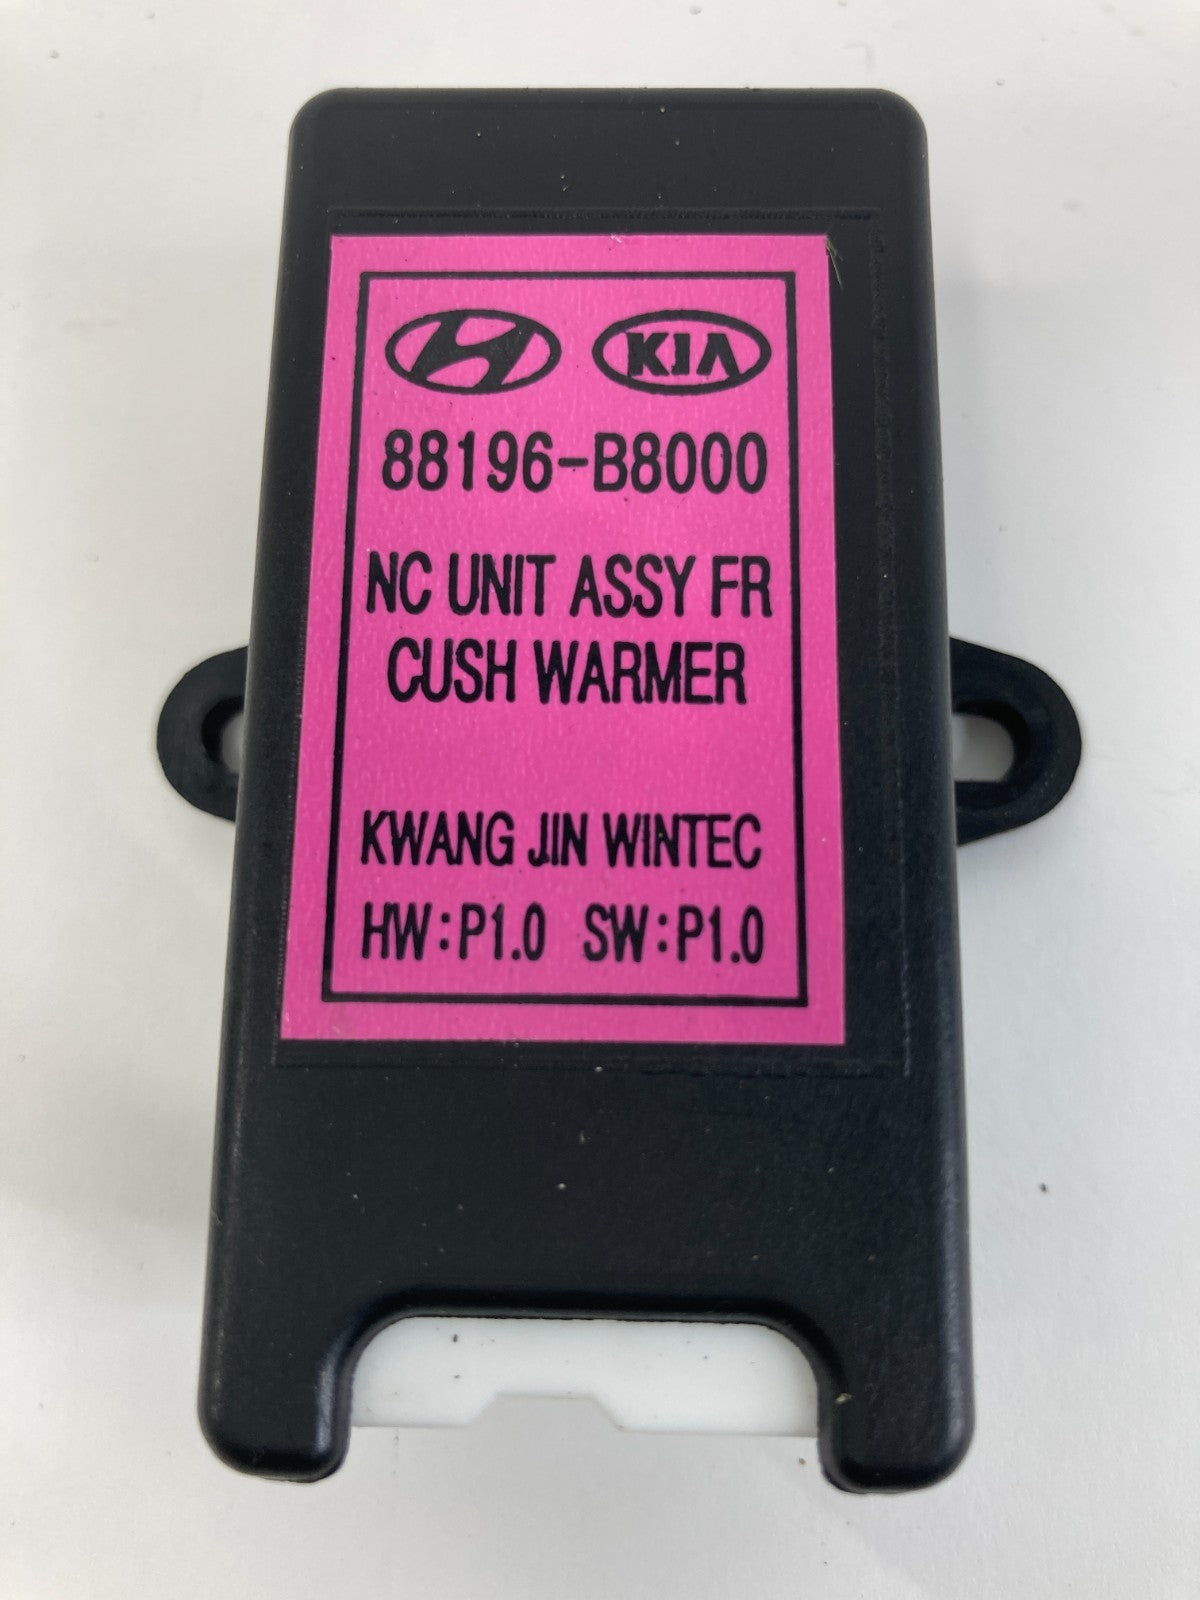 KIA
88196-B8000
NC UNIT ASSY FR
CUSH WARMER
KWANG JIN WINTEC
HW:P1.0 SW:P1.0